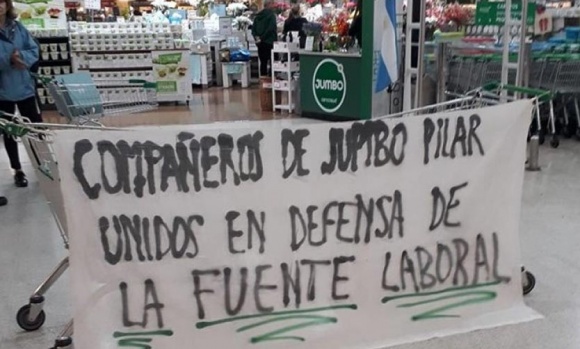 JUMBO
COMPAÑEROS DE JUMBO PILAR
UNIDOS EN DEFENSA DE
LA FUENTE LABORAL